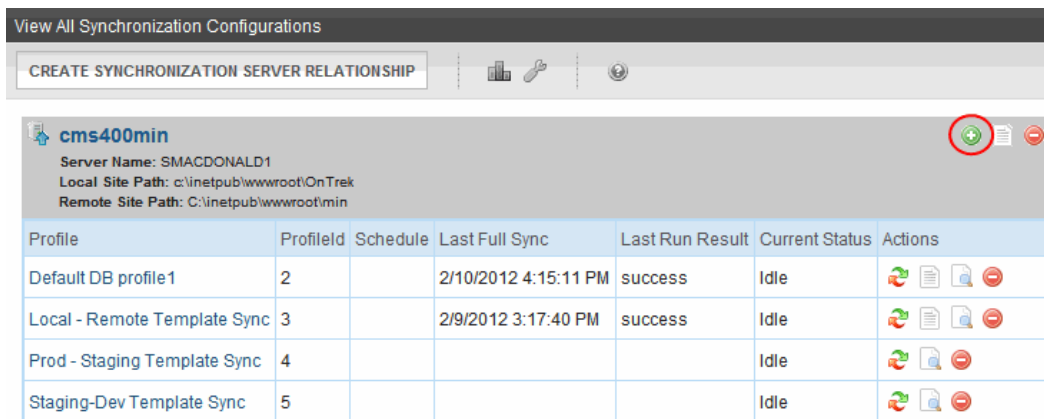 View All Synchronization Configurations
CREATE SYNCHRONIZATION SERVER RELATIONSHIP
cms400min
Server Name: SMACDONALD1
Local Site Path: c:\inetpub\wwwroot\OnTrek
Remote Site Path: C:\inetpub\wwwroot\min
Profile ProfileId Schedule Last Full Sync Last Run Result Current Status Actions
Default DB profile1 2 2/10/2012 4:15:11 PM success Idle
Local - Remote Template Sync 3 2/9/2012 3:17:40 PM success Idle
Prod - Staging Template Sync 4 Idle
Staging-Dev Template Sync 5 Idle